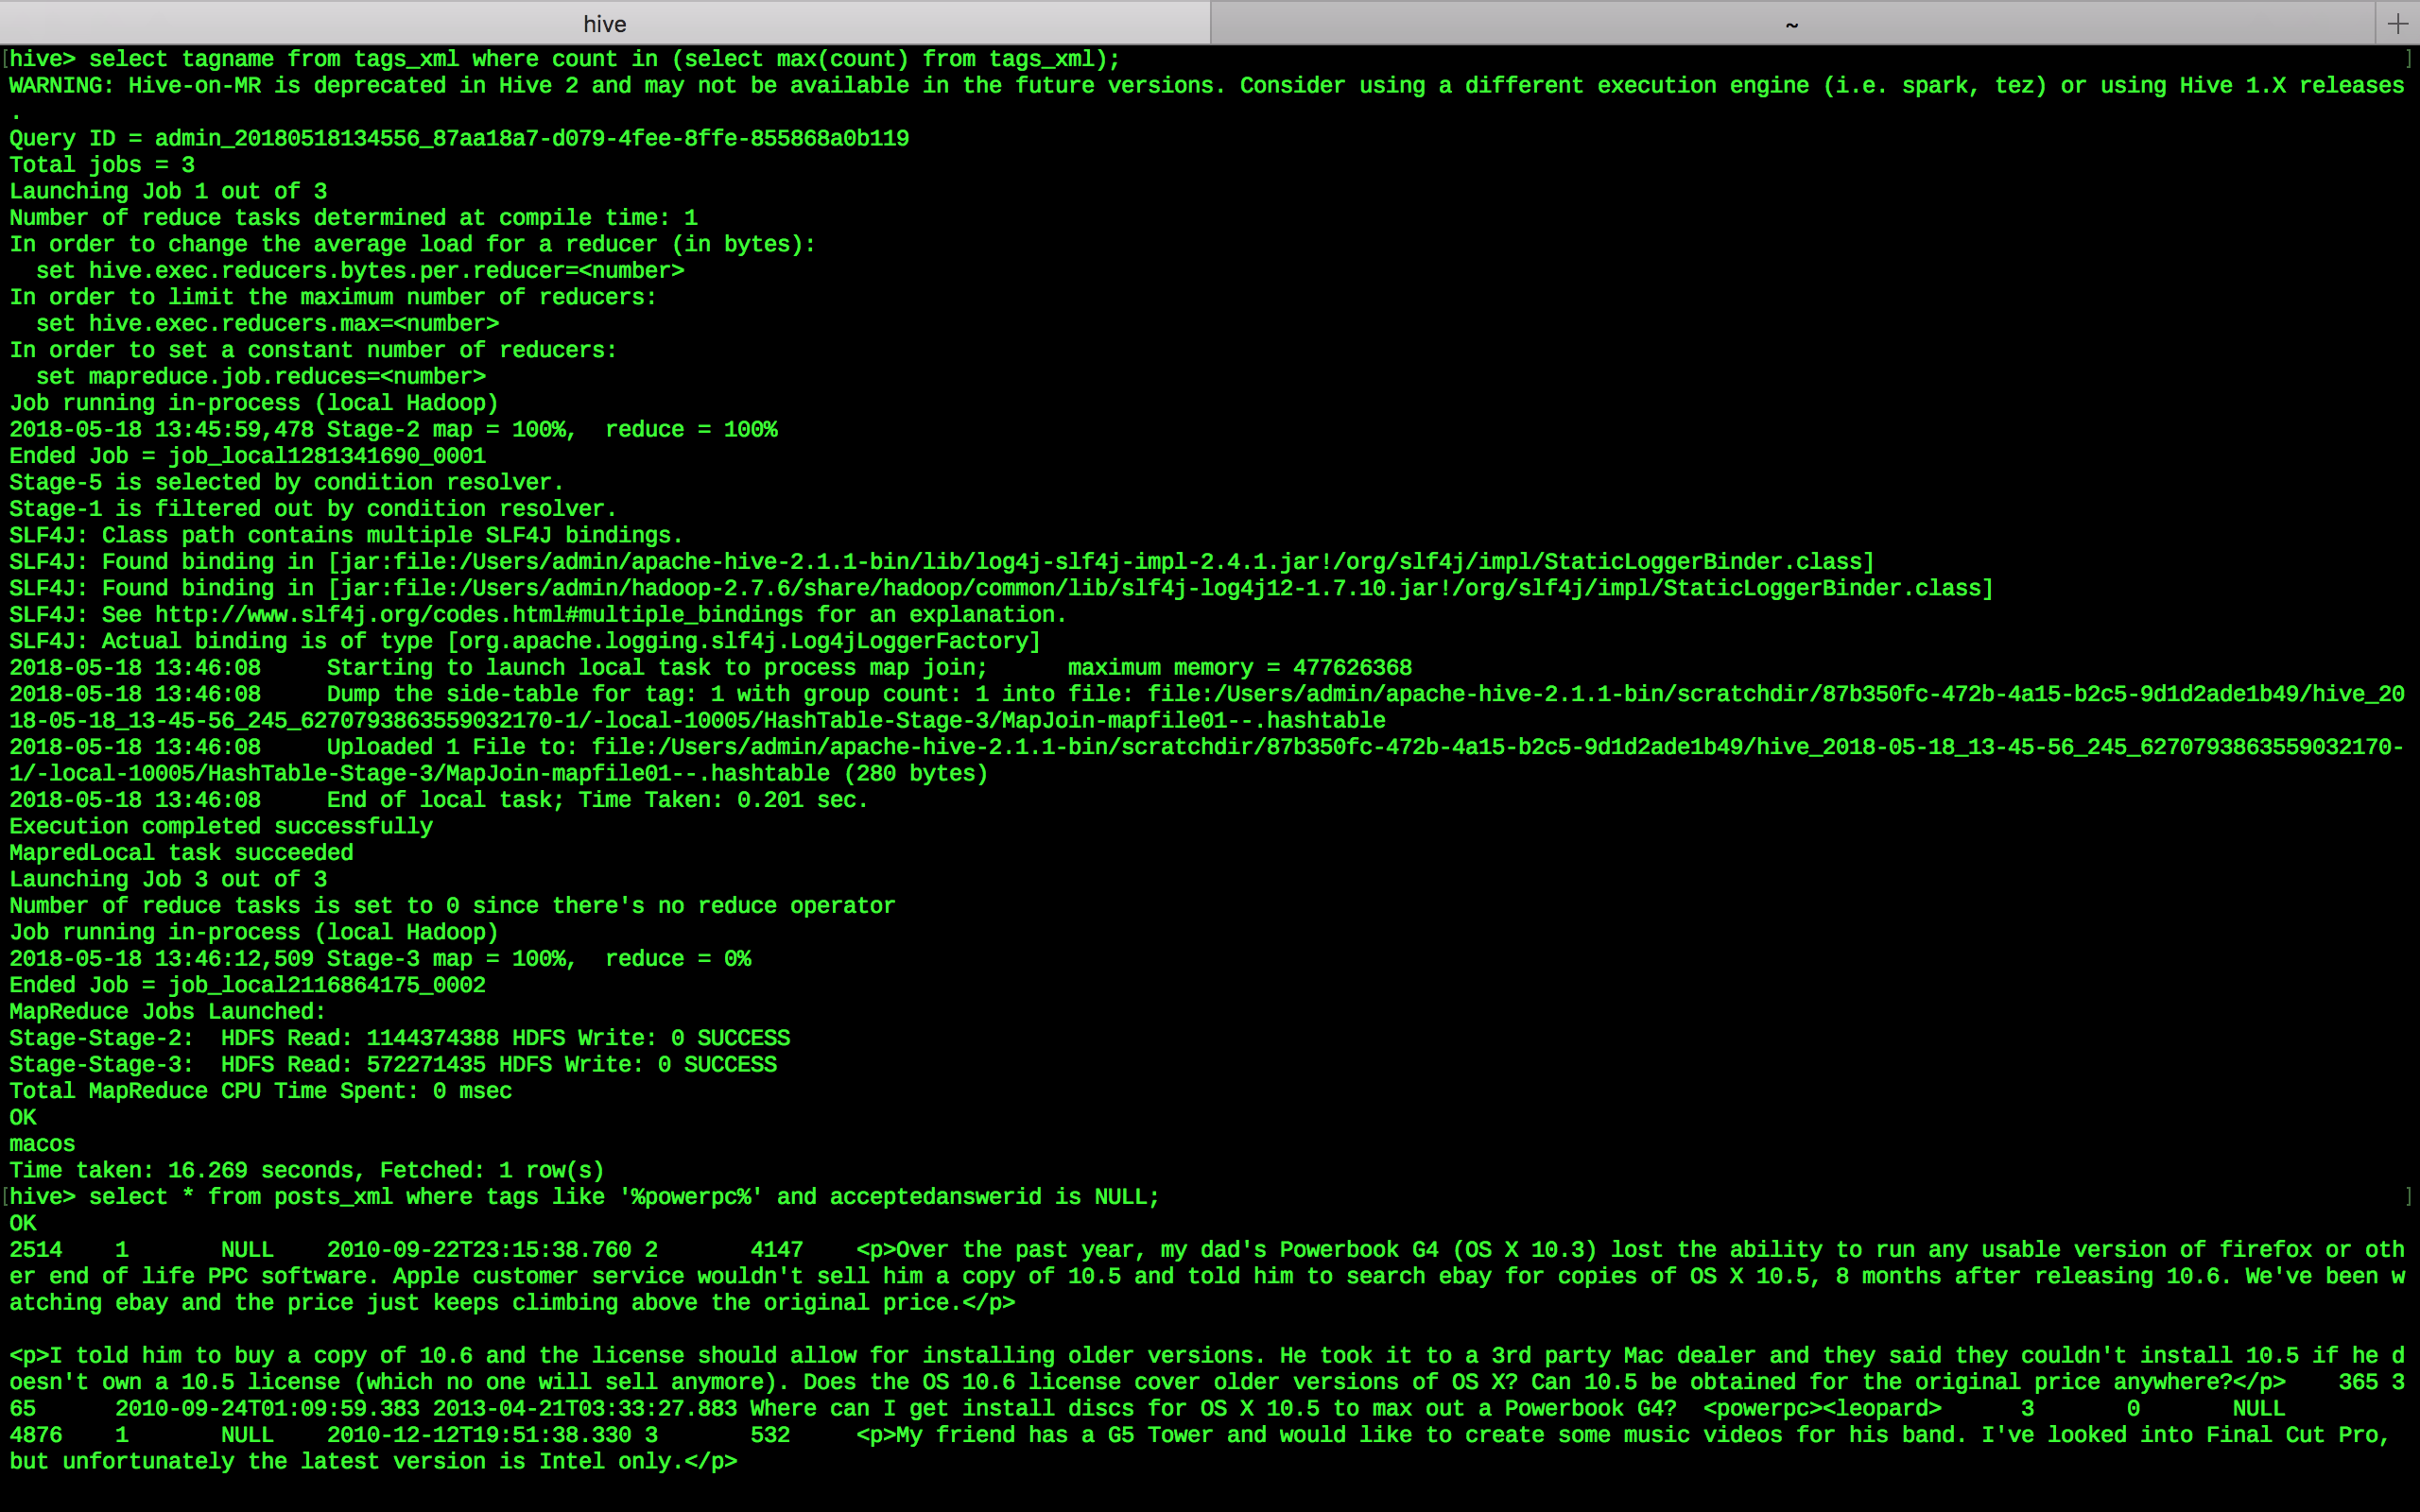 hive
~
hive> select tagname from tags_xml where count in (select max(count) from tags_xml);
WARNING: Hive-on-MR is deprecated in Hive 2 and may not be available in the future versions. Consider using a different execution engine (i.e. spark, tez) or using Hive 1.X releases
.
Query ID = admin_20180518134556_87aa18a7-d079-4fee-8ffe-855868a0b119
Total jobs = 3
Launching Job 1 out of 3
Number of reduce tasks determined at compile time: 1
In order to change the average load for a reducer (in bytes):
  set hive.exec.reducers.bytes.per.reducer=<number>
In order to limit the maximum number of reducers:
  set hive.exec.reducers.max=<number>
In order to set a constant number of reducers:
  set mapreduce.job.reduces=<number>
Job running in-process (local Hadoop)
2018-05-18 13:45:59,478 Stage-2 map = 100%,  reduce = 100%
Ended Job = job_local1281341690_0001
Stage-5 is selected by condition resolver.
Stage-1 is filtered out by condition resolver.
SLF4J: Class path contains multiple SLF4J bindings.
SLF4J: Found binding in [jar:file:/Users/admin/apache-hive-2.1.1-bin/lib/log4j-slf4j-impl-2.4.1.jar!/org/slf4j/impl/StaticLoggerBinder.class]
SLF4J: Found binding in [jar:file:/Users/admin/hadoop-2.7.6/share/hadoop/common/lib/slf4j-log4j12-1.7.10.jar!/org/slf4j/impl/StaticLoggerBinder.class]
SLF4J: See http://www.slf4j.org/codes.html#multiple_bindings for an explanation.
SLF4J: Actual binding is of type [org.apache.logging.slf4j.Log4jLoggerFactory]
2018-05-18 13:46:08     Starting to launch local task to process map join;      maximum memory = 477626368
2018-05-18 13:46:08     Dump the side-table for tag: 1 with group count: 1 into file: file:/Users/admin/apache-hive-2.1.1-bin/scratchdir/87b350fc-472b-4a15-b2c5-9d1d2ade1b49/hive_20
18-05-18_13-45-56_245_6270793863559032170-1/-local-10005/HashTable-Stage-3/MapJoin-mapfile01--.hashtable
2018-05-18 13:46:08     Uploaded 1 File to: file:/Users/admin/apache-hive-2.1.1-bin/scratchdir/87b350fc-472b-4a15-b2c5-9d1d2ade1b49/hive_2018-05-18_13-45-56_245_6270793863559032170-
1/-local-10005/HashTable-Stage-3/MapJoin-mapfile01--.hashtable (280 bytes)
2018-05-18 13:46:08     End of local task; Time Taken: 0.201 sec.
Execution completed successfully
MapredLocal task succeeded
Launching Job 3 out of 3
Number of reduce tasks is set to 0 since there's no reduce operator
Job running in-process (local Hadoop)
2018-05-18 13:46:12,509 Stage-3 map = 100%,  reduce = 0%
Ended Job = job_local2116864175_0002
MapReduce Jobs Launched:
Stage-Stage-2:  HDFS Read: 1144374388 HDFS Write: 0 SUCCESS
Stage-Stage-3:  HDFS Read: 572271435 HDFS Write: 0 SUCCESS
Total MapReduce CPU Time Spent: 0 msec
OK
macos
Time taken: 16.269 seconds, Fetched: 1 row(s)
hive> select * from posts_xml where tags like '%powerpc%' and acceptedanswerid is NULL;
OK
2514    1       NULL    2010-09-22T23:15:38.760 2       4147    <p>Over the past year, my dad's Powerbook G4 (OS X 10.3) lost the ability to run any usable version of firefox or oth
er end of life PPC software. Apple customer service wouldn't sell him a copy of 10.5 and told him to search ebay for copies of OS X 10.5, 8 months after releasing 10.6. We've been w
atching ebay and the price just keeps climbing above the original price.</p>
<p>I told him to buy a copy of 10.6 and the license should allow for installing older versions. He took it to a 3rd party Mac dealer and they said they couldn't install 10.5 if he d
oesn't own a 10.5 license (which no one will sell anymore). Does the OS 10.6 license cover older versions of OS X? Can 10.5 be obtained for the original price anywhere?</p>    365 3
65      2010-09-24T01:09:59.383 2013-04-21T03:33:27.883 Where can I get install discs for OS X 10.5 to max out a Powerbook G4?  <powerpc><leopard>      3       0       NULL
4876    1       NULL    2010-12-12T19:51:38.330 3       532     <p>My friend has a G5 Tower and would like to create some music videos for his band. I've looked into Final Cut Pro,
but unfortunately the latest version is Intel only.</p>